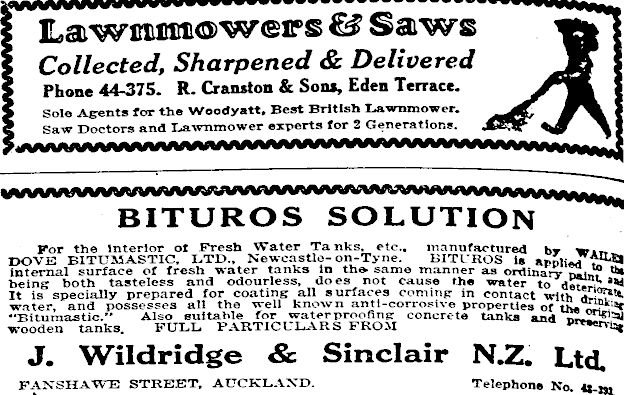 Lawnmowers & Saws
Collected, Sharpened & Delivered
Phone 44-375. R. Cranston & Sons, Eden Terrace.
Sole Agents for the Woodyatt, Best British Lawnmower.
Saw Doctors and Lawnmower experts for 2 Generations.
BITUROS SOLUTION
For the interior of Fresh Water Tanks, etc., manufactured by WAILES
DOVE BITUMASTIC, LTD., Newcastle-on-Tyne. BITUROS is applied to the
internal surface of fresh water tanks in the same manner as ordinary paint, and
being both tasteless and odourless, does not cause the water to deteriorate.
It is specially prepared for coating all surfaces coming in contact with drinking
water, and possesses all the well known anti-corrosive properties of the original
"Bitumastic." Also suitable for waterproofing concrete tanks and preserving
wooden tanks. FULL PARTICULARS FROM
J. Wildridge & Sinclair N.Z. Ltd.
FANSHAWE STREET, AUCKLAND. Telephone No.